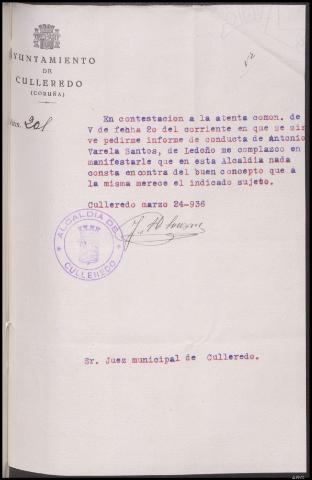 AYUNTAMIENTO
DE
CULLEREDO
(CORUÑA)
Núm. 201
En contestacion a la atenta comon. de
V de fehha 20 del corriente en que se sir
ve pedirme informe de conducta de Antonio
Varela Santos, de Ledoño me complazco en
manifestarle que en esta Alcaldia nada
consta encontra del buen concepto que a
la misma merece el indicado sujeto.
Culleredo marzo 24-936
ALCALDIA DE
CULLEREDO
Sr. Juez municipal de Culleredo.